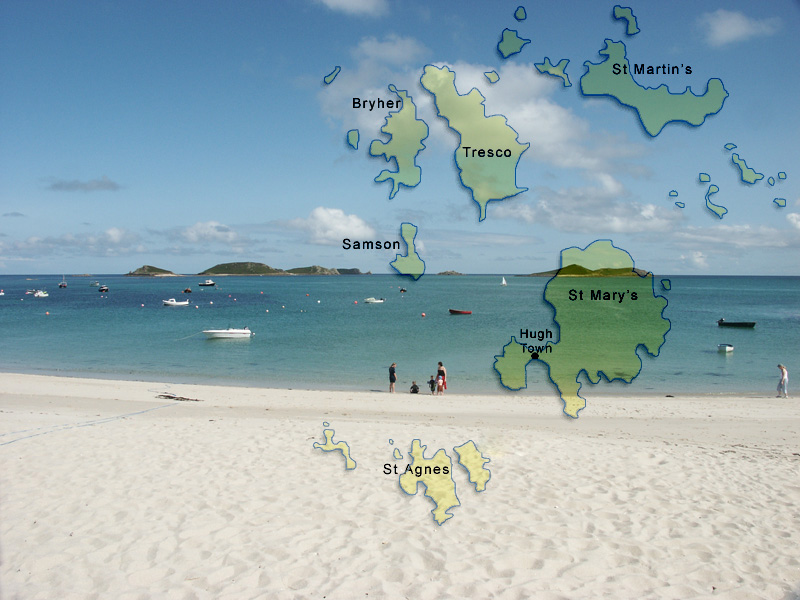 St Martin's
Bryher
Tresco
Samson
St Mary's
Hugh
Town
St Agnes